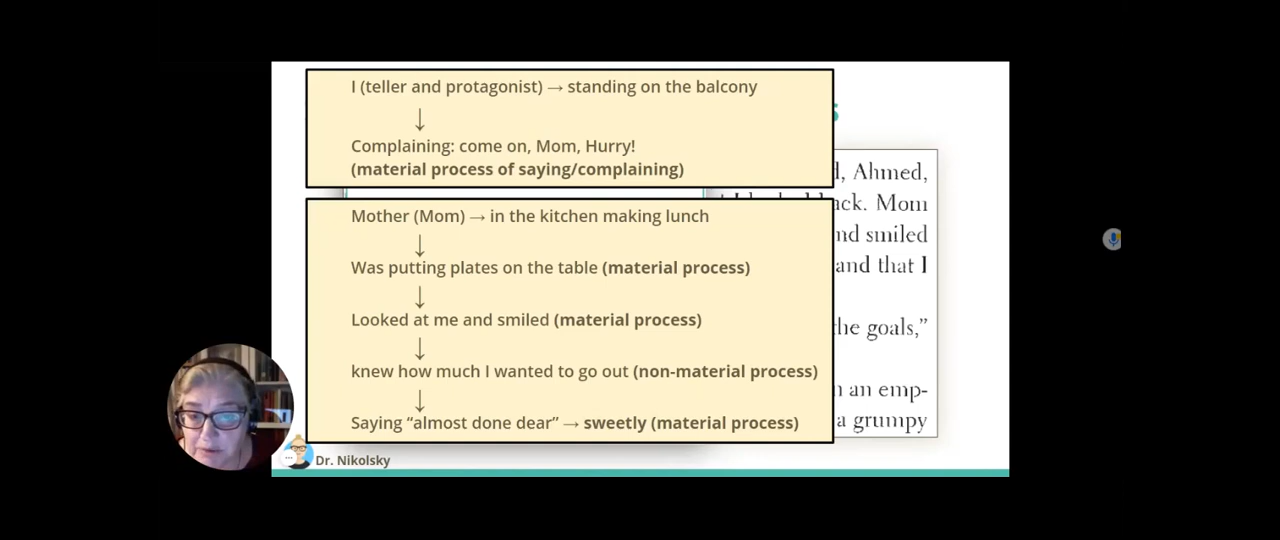 I (teller and protagonist) → standing on the balcony
↓
Complaining: come on, Mom, Hurry!
(material process of saying/complaining)
Mother (Mom) → in the kitchen making lunch
↓
Was putting plates on the table (material process)
↓
Looked at me and smiled (material process)
↓
knew how much I wanted to go out (non-material process)
↓
Saying “almost done dear” → sweetly (material process)
s
, Ahmed,
ack. Mom
nd smiled
and that I
the goals,”
an emp-
a grumpy
Dr. Nikolsky